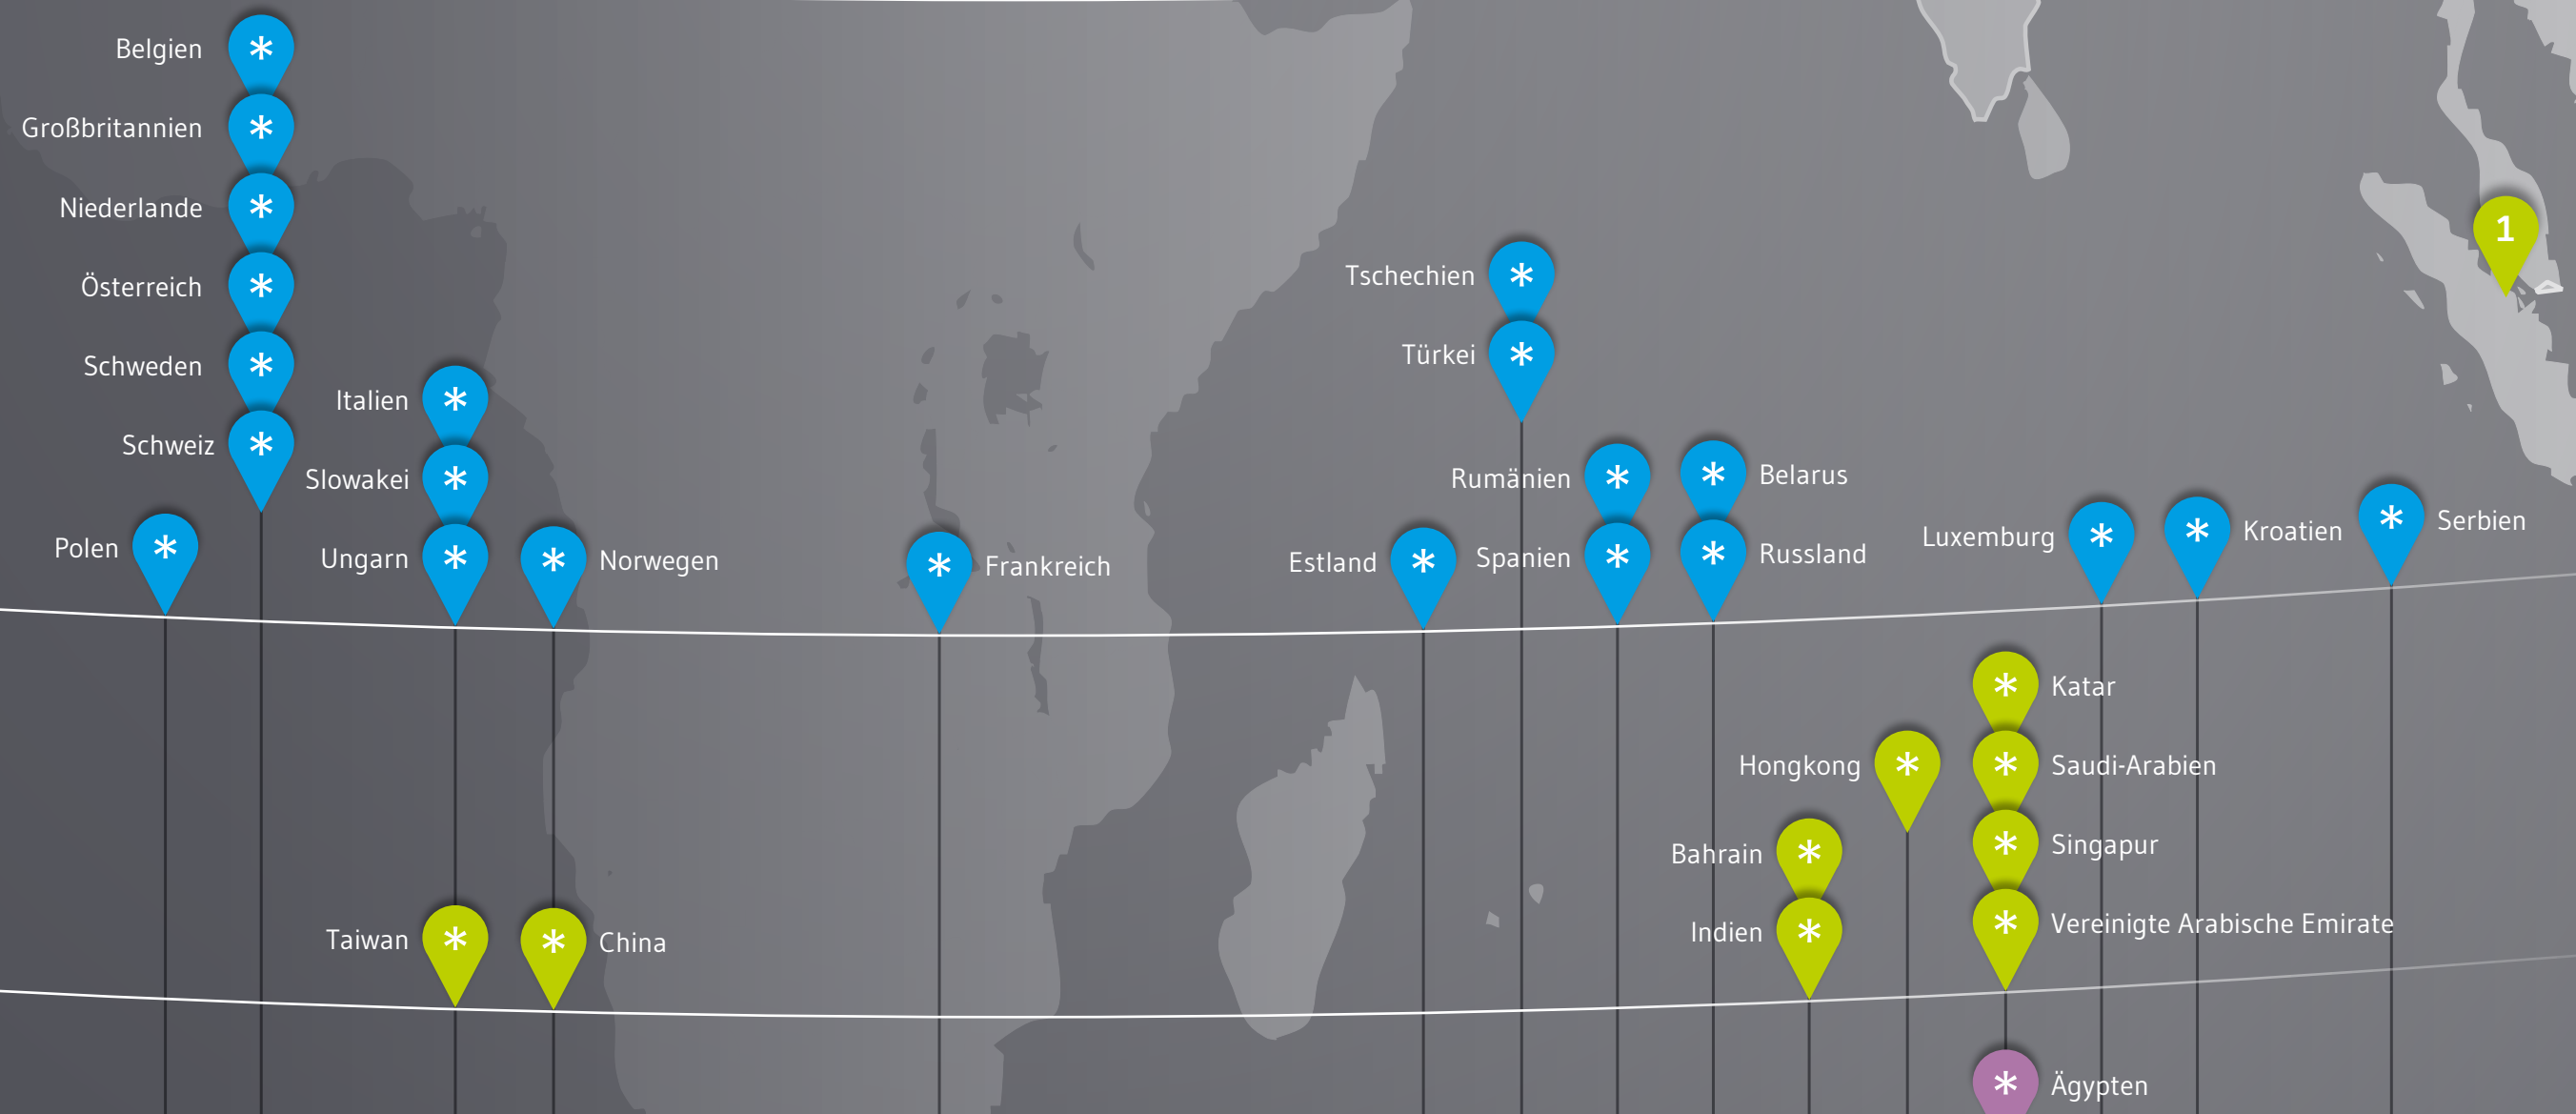 Belgien *
Großbritannien *
Niederlande *
1
Österreich *
Tschechien *
Türkei *
Schweden *
Italien *
Schweiz *
Slowakei *
Rumänien *
* Belarus
Serbien
Luxemburg *
* Kroatien
*
Polen *
Ungarn *
* Norwegen
* Frankreich
Estland *
Spanien *
* Russland
* Katar
Hongkong *
* Saudi-Arabien
* Singapur
Bahrain *
Indien *
* Vereinigte Arabische Emirate
Taiwan *
* China
* Ägypten